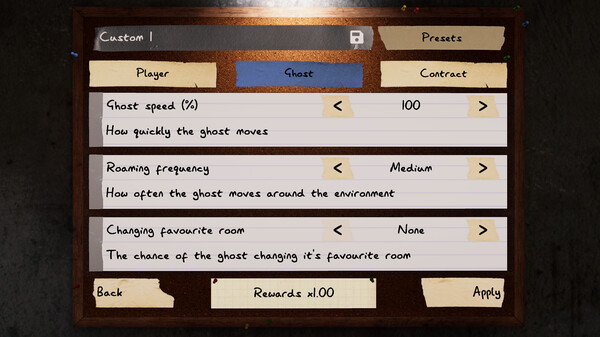 Custom 1
Presets
Player
Ghost
Contract
Ghost speed (%)
< 100 >
How quickly the ghost moves
Roaming frequency
< Medium >
How often the ghost moves around the environment
Changing favourite room
< None >
The chance of the ghost changing it's favourite room
Back
Rewards x1.00
Apply